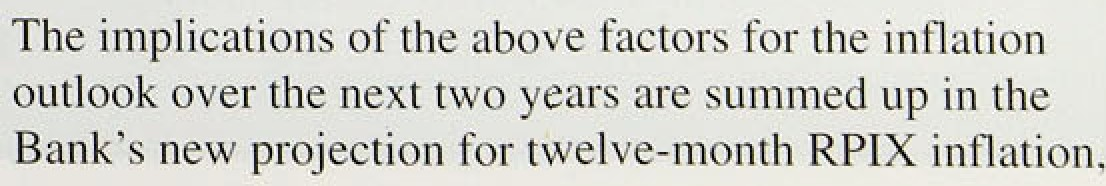 The implications of the above factors for the inflation
outlook over the next two years are summed up in the
Bank's new projection for twelve-month RPIX inflation,